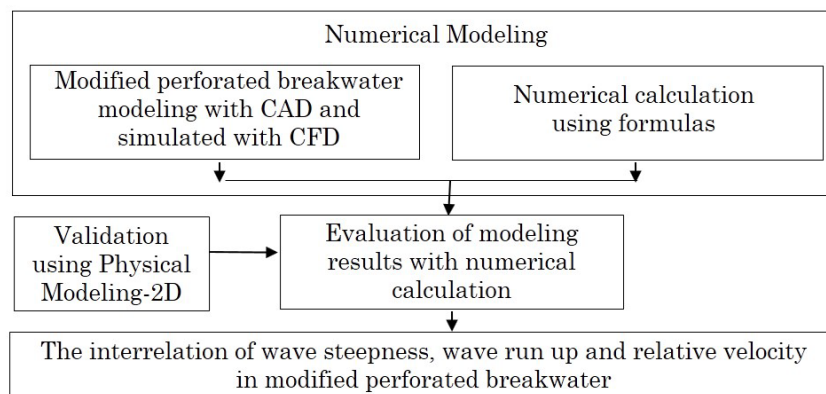 Numerical Modeling
Modified perforated breakwater
modeling with CAD and
simulated with CFD
Numerical calculation
using formulas
Validation
using Physical
Modeling-2D
Evaluation of modeling
results with numerical
calculation
The interrelation of wave steepness, wave run up and relative velocity
in modified perforated breakwater